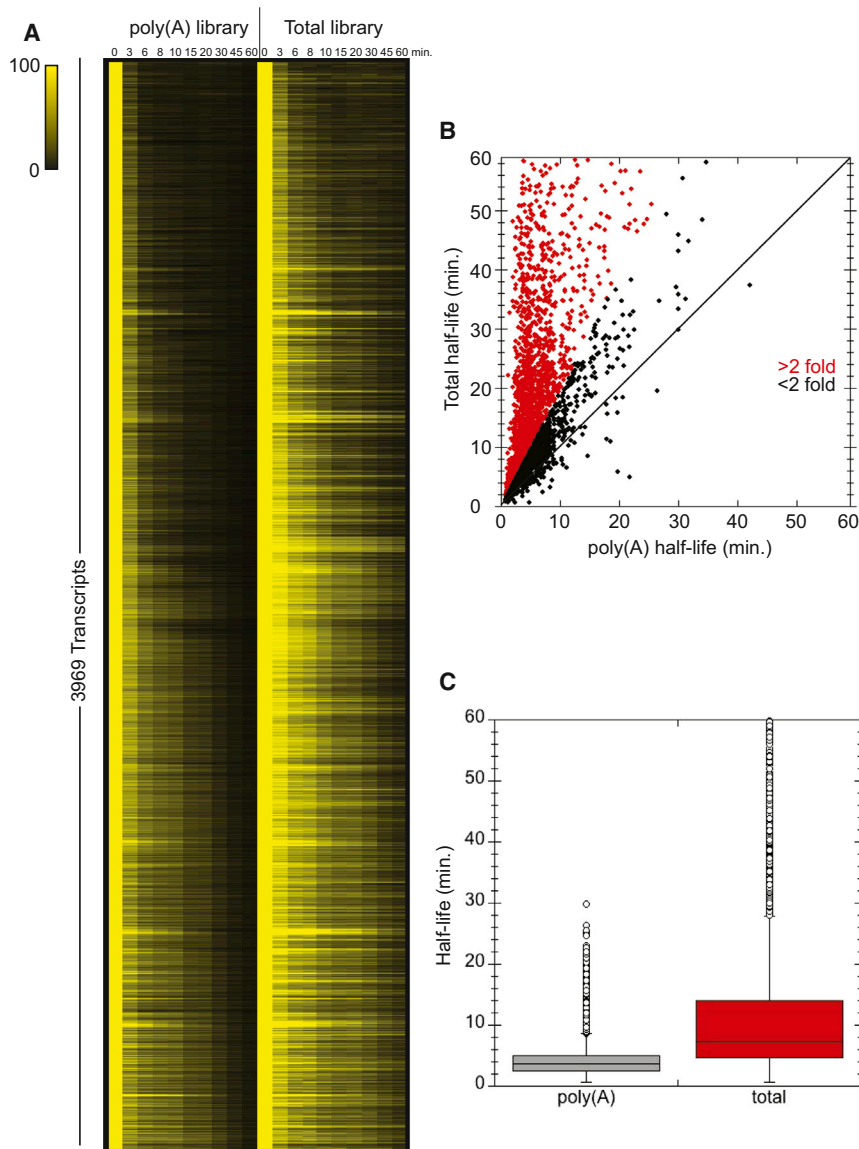 A
poly(A) library
Total library
0 3 6 8 10 15 20 30 45 60 0 3 6 8 10 15 20 30 45 60 min.
100
0
3969 Transcripts
B
60
50
40
30
20
10
0
Total half-life (min.)
>2 fold
<2 fold
0 10 20 30 40 50 60
poly(A) half-life (min.)
C
60
50
40
30
20
10
0
Half-life (min.)
poly(A) total